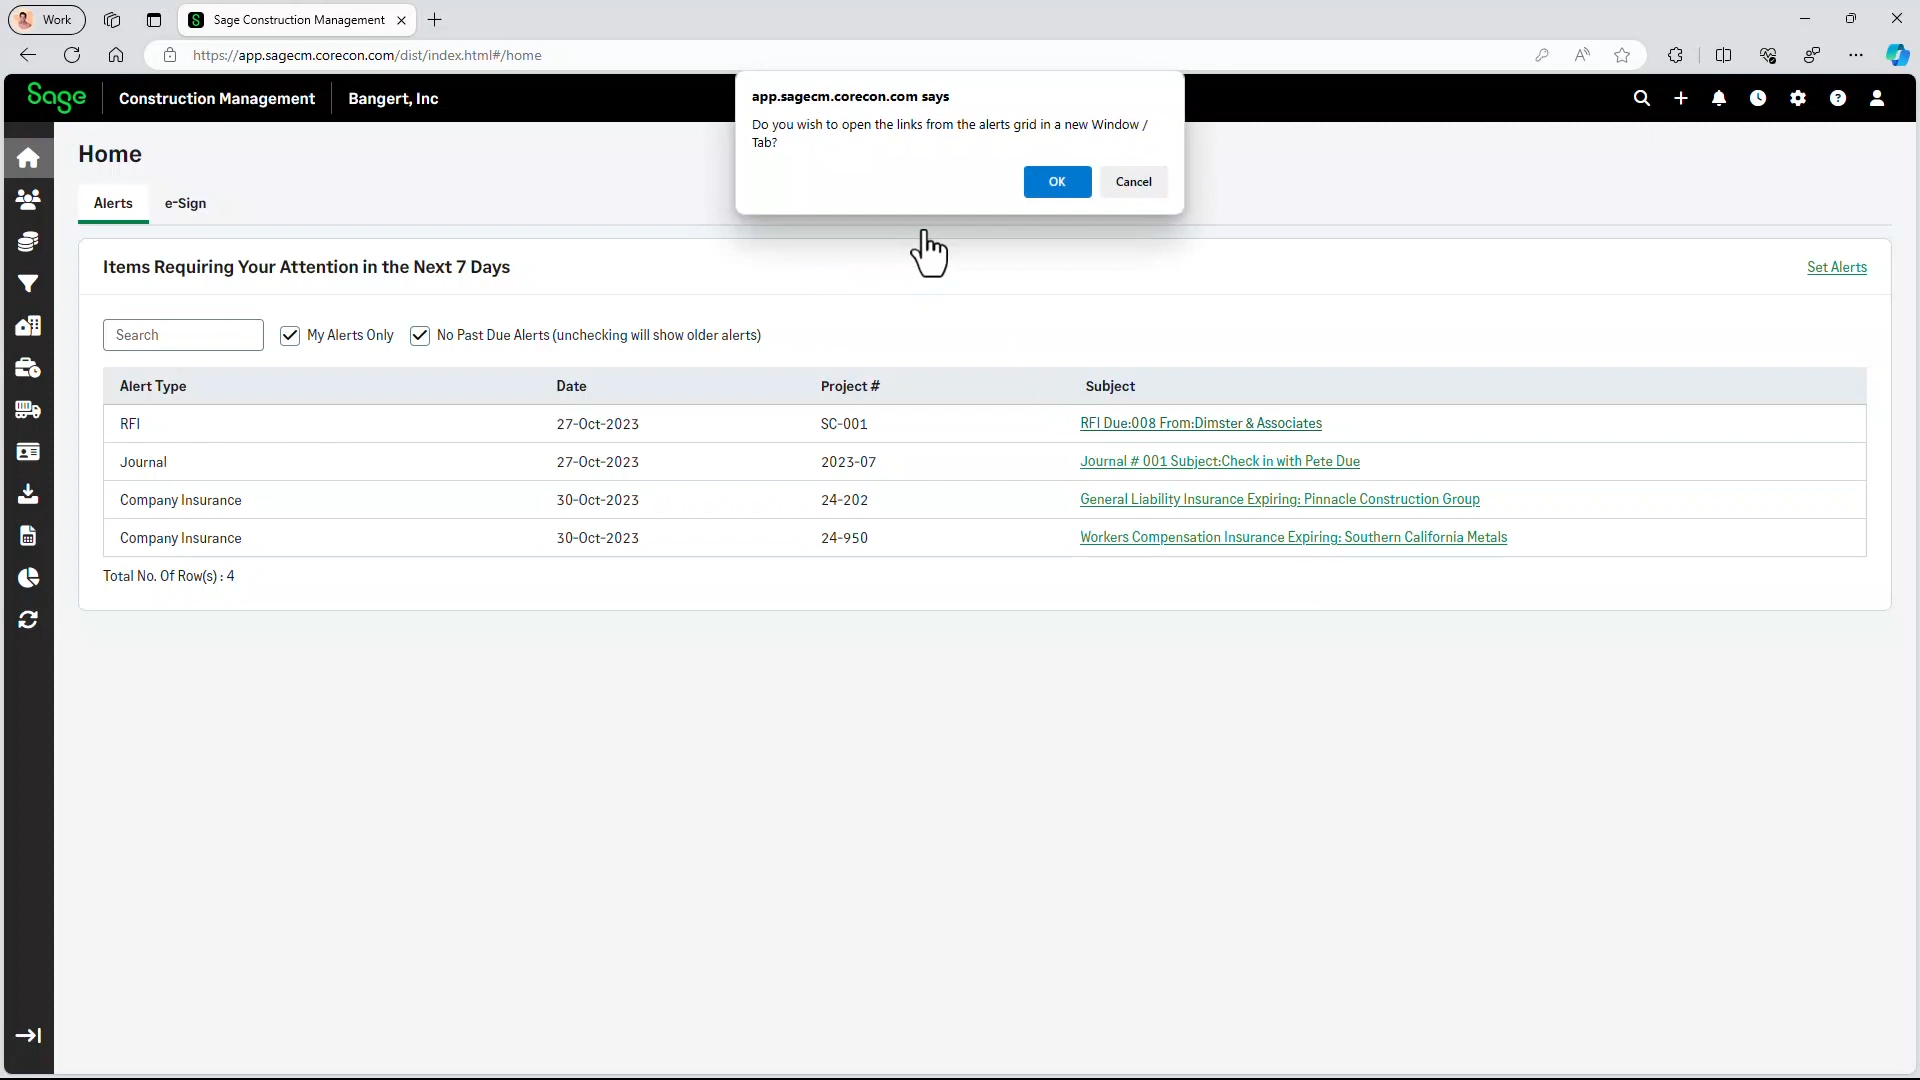 Work
Sage Construction Management
https://app.sagecm.corecon.com/dist/index.html#/home
Sage
Construction Management
Bangert, Inc
app.sagecm.corecon.com says
Do you wish to open the links from the alerts grid in a new Window /
Tab?
OK
Cancel
Home
Alerts
e-Sign
Items Requiring Your Attention in the Next 7 Days
Set Alerts
Search
My Alerts Only
No Past Due Alerts (unchecking will show older alerts)
Alert Type Date Project # Subject
RFI 27-Oct-2023 SC-001 RFI Due:008 From:Dimster & Associates
Journal 27-Oct-2023 2023-07 Journal # 001 Subject:Check in with Pete Due
Company Insurance 30-Oct-2023 24-202 General Liability Insurance Expiring: Pinnacle Construction Group
Company Insurance 30-Oct-2023 24-950 Workers Compensation Insurance Expiring: Southern California Metals
Total No. Of Row(s) : 4